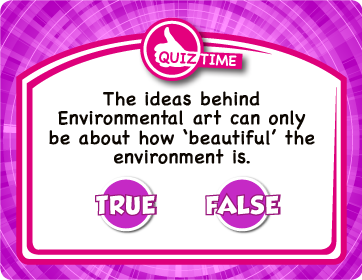 QUIZ TIME
The ideas behind
Environmental art can only
be about how ‘beautiful’ the
environment is.
TRUE FALSE